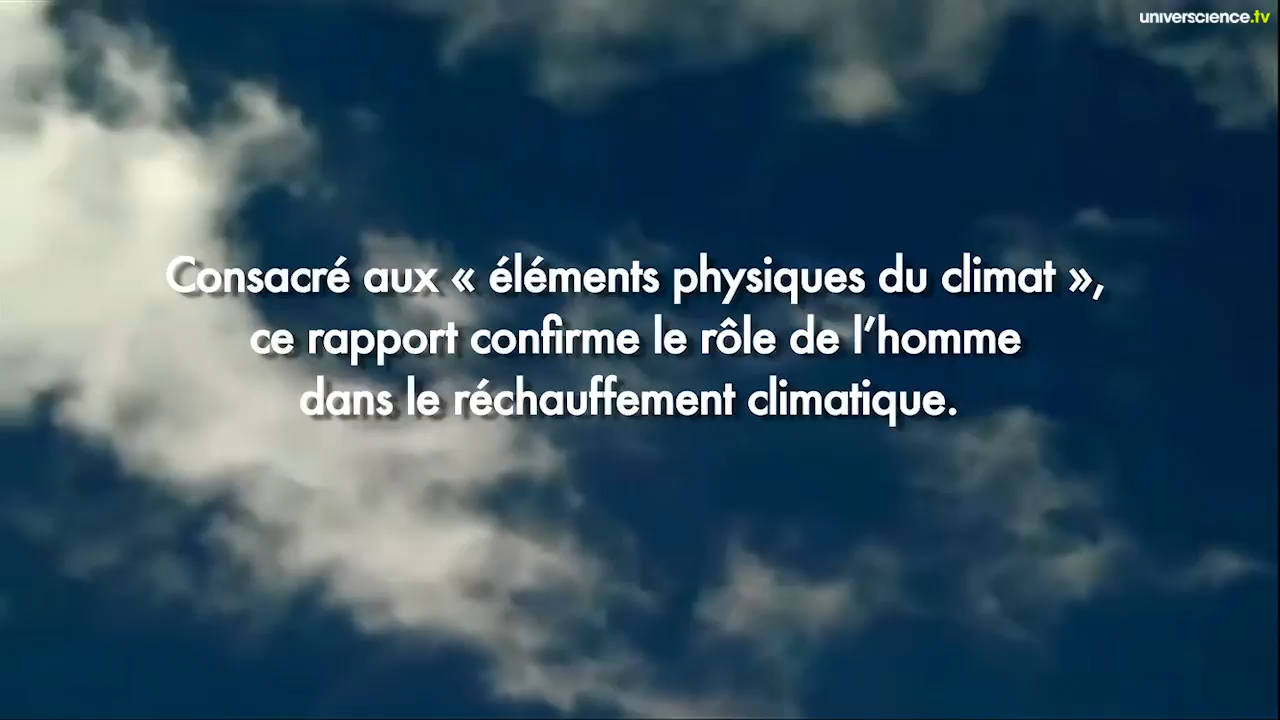 universcience.tv
Consacré aux « éléments physiques du climat »,
ce rapport confirme le rôle de l’homme
dans le réchauffement climatique.